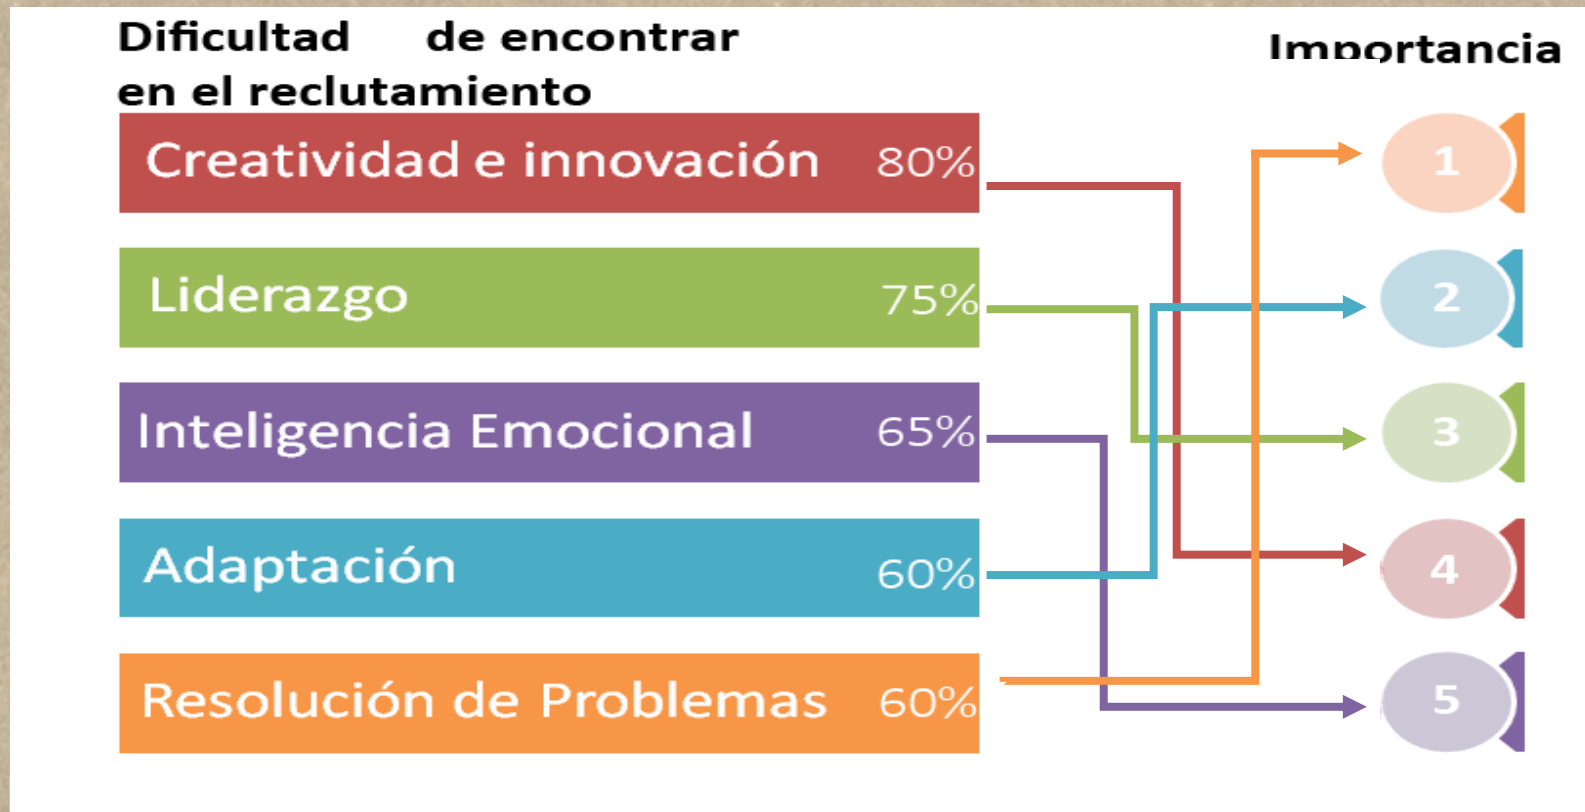 Dificultad de encontrar
en el reclutamiento
Importancia
Creatividad e innovación 80%
1
Liderazgo 75%
2
Inteligencia Emocional 65%
3
Adaptación 60%
4
Resolución de Problemas 60%
5